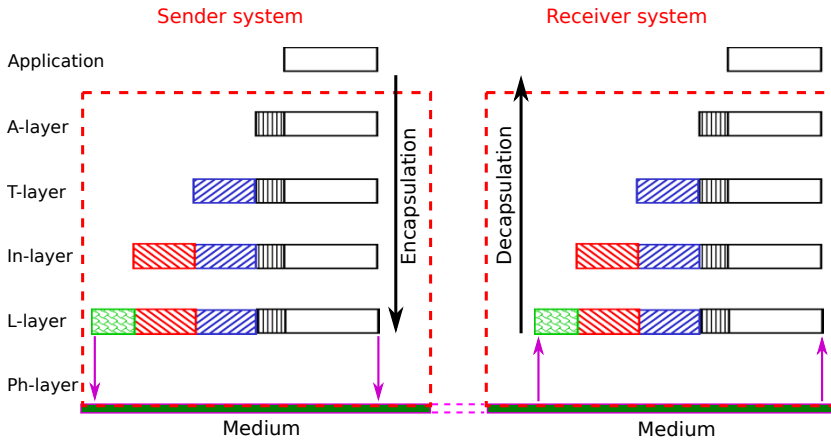 Sender system
Receiver system
Application
A-layer
T-layer
In-layer
L-layer
Ph-layer
Encapsulation
Decapsulation
Medium
Medium